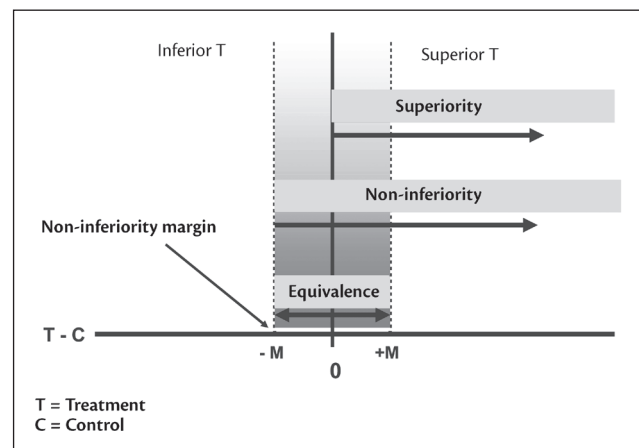 Inferior T
Superior T
Superiority
Non-inferiority
Non-inferiority margin
Equivalence
T - C
- M
0
+M
T = Treatment
C = Control